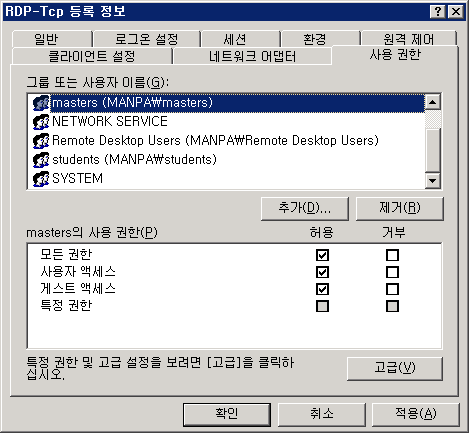 RDP-Tcp 등록 정보
일반 로그온 설정 세션 환경 원격 제어
클라이언트 설정 네트워크 어댑터 사용 권한
그룹 또는 사용자 이름(G):
masters (MANPA₩masters)
NETWORK SERVICE
Remote Desktop Users (MANPA₩Remote Desktop Users)
students (MANPA₩students)
SYSTEM
추가(D)... 제거(R)
masters의 사용 권한(P) 허용 거부
모든 권한
사용자 액세스
게스트 액세스
특정 권한
특정 권한 및 고급 설정을 보려면 [고급]을 클릭하
십시오.
고급(V)
확인 취소 적용(A)